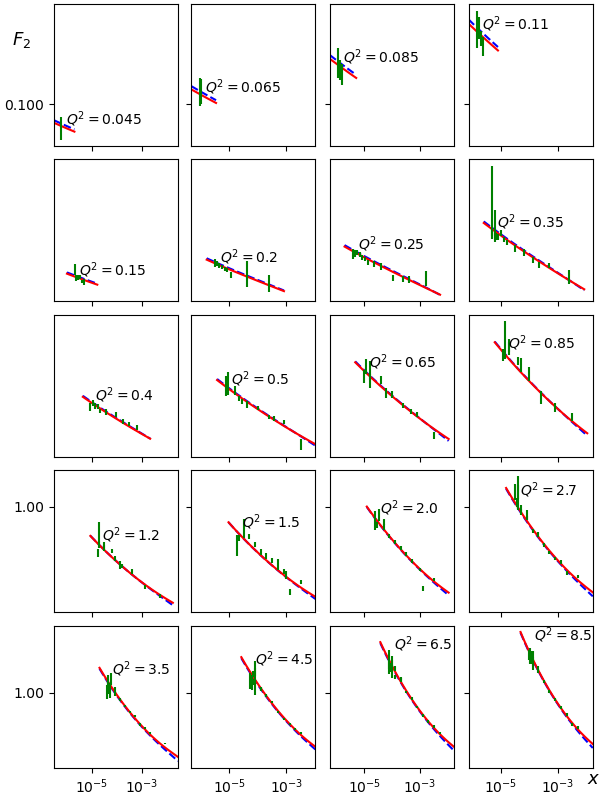 F₂
Q² = 0.045
Q² = 0.065
Q² = 0.085
Q² = 0.11
0.100
Q² = 0.15
Q² = 0.2
Q² = 0.25
Q² = 0.35
Q² = 0.4
Q² = 0.5
Q² = 0.65
Q² = 0.85
1.00
Q² = 1.2
Q² = 1.5
Q² = 2.0
Q² = 2.7
1.00
Q² = 3.5
Q² = 4.5
Q² = 6.5
Q² = 8.5
10⁻⁵ 10⁻³ 10⁻⁵ 10⁻³ 10⁻⁵ 10⁻³ 10⁻⁵ 10⁻³
x